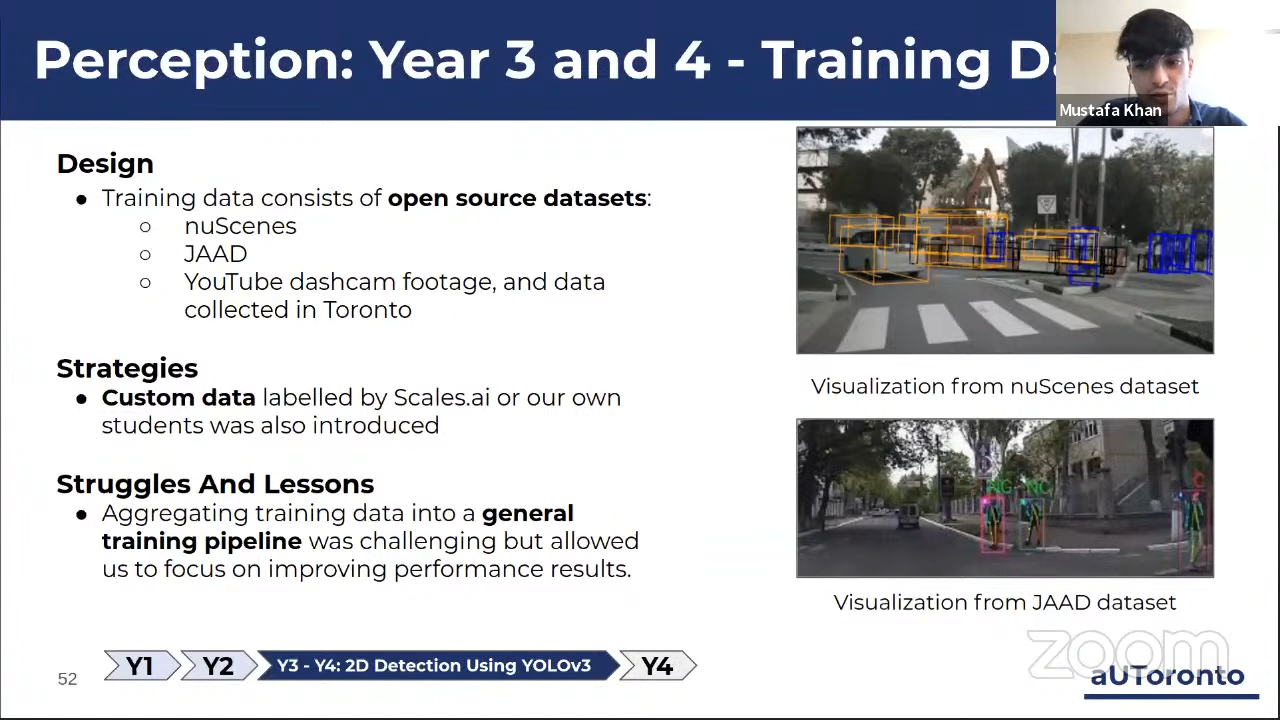 Perception: Year 3 and 4 - Training Da
Mustafa Khan
Design
● Training data consists of open source datasets:
○ nuScenes
○ JAAD
○ YouTube dashcam footage, and data
collected in Toronto
Strategies
● Custom data labelled by Scales.ai or our own
students was also introduced
Struggles And Lessons
● Aggregating training data into a general
training pipeline was challenging but allowed
us to focus on improving performance results.
Visualization from nuScenes dataset
NC
NC
C
Visualization from JAAD dataset
52
Y1
Y2
Y3 - Y4: 2D Detection Using YOLOv3
Y4
zoom
aUToronto